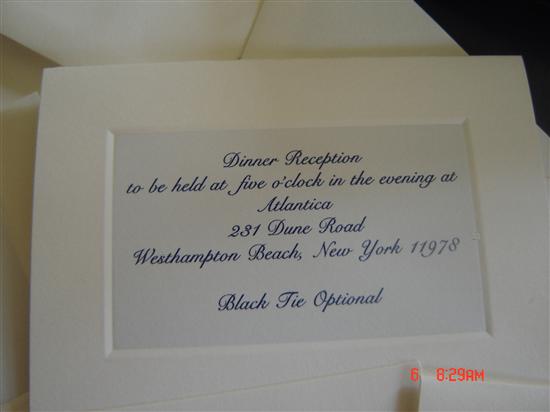 Dinner Reception
to be held at five o'clock in the evening at
Atlantica
231 Dune Road
Westhampton Beach, New York 11978
Black Tie Optional
6 8:29AM